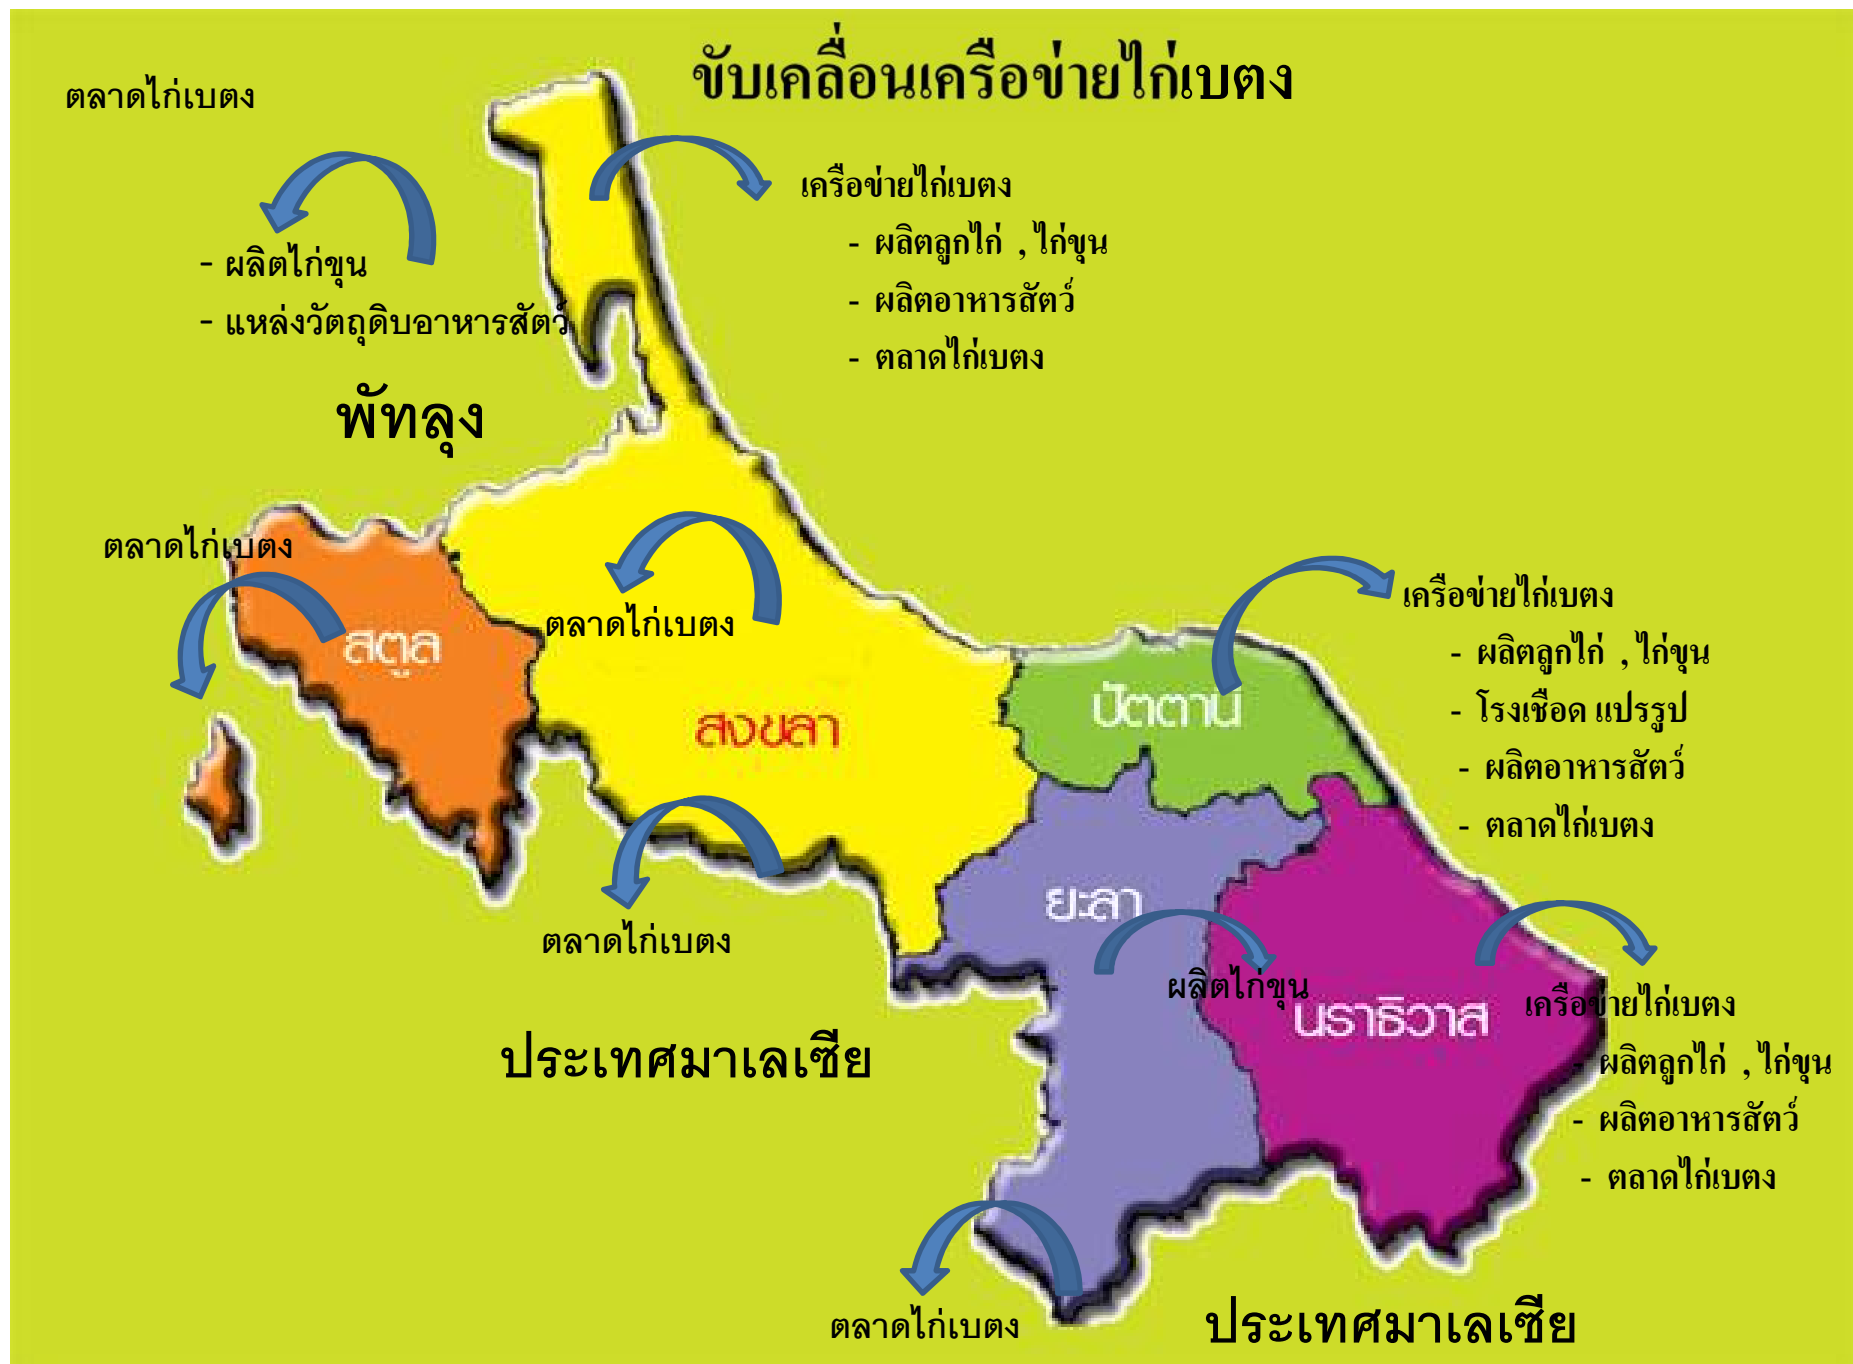 ขับเคลื่อนเครือข่ายไก่เบตง
ตลาดไก่เบตง
- ผลิตไก่ขุน
- แหล่งวัตถุดิบอาหารสัตว์
พัทลุง
เครือข่ายไก่เบตง
- ผลิตลูกไก่ , ไก่ขุน
- ผลิตอาหารสัตว์
- ตลาดไก่เบตง
ตลาดไก่เบตง
สตูล
ตลาดไก่เบตง
สงขลา
ตลาดไก่เบตง
ปัตตานี
เครือข่ายไก่เบตง
- ผลิตลูกไก่ , ไก่ขุน
- โรงเชือด แปรรูป
- ผลิตอาหารสัตว์
- ตลาดไก่เบตง
ยะลา
ผลิตไก่ขุน
นราธิวาส
เครือข่ายไก่เบตง
- ผลิตลูกไก่ , ไก่ขุน
- ผลิตอาหารสัตว์
- ตลาดไก่เบตง
ประเทศมาเลเซีย
ตลาดไก่เบตง
ประเทศมาเลเซีย